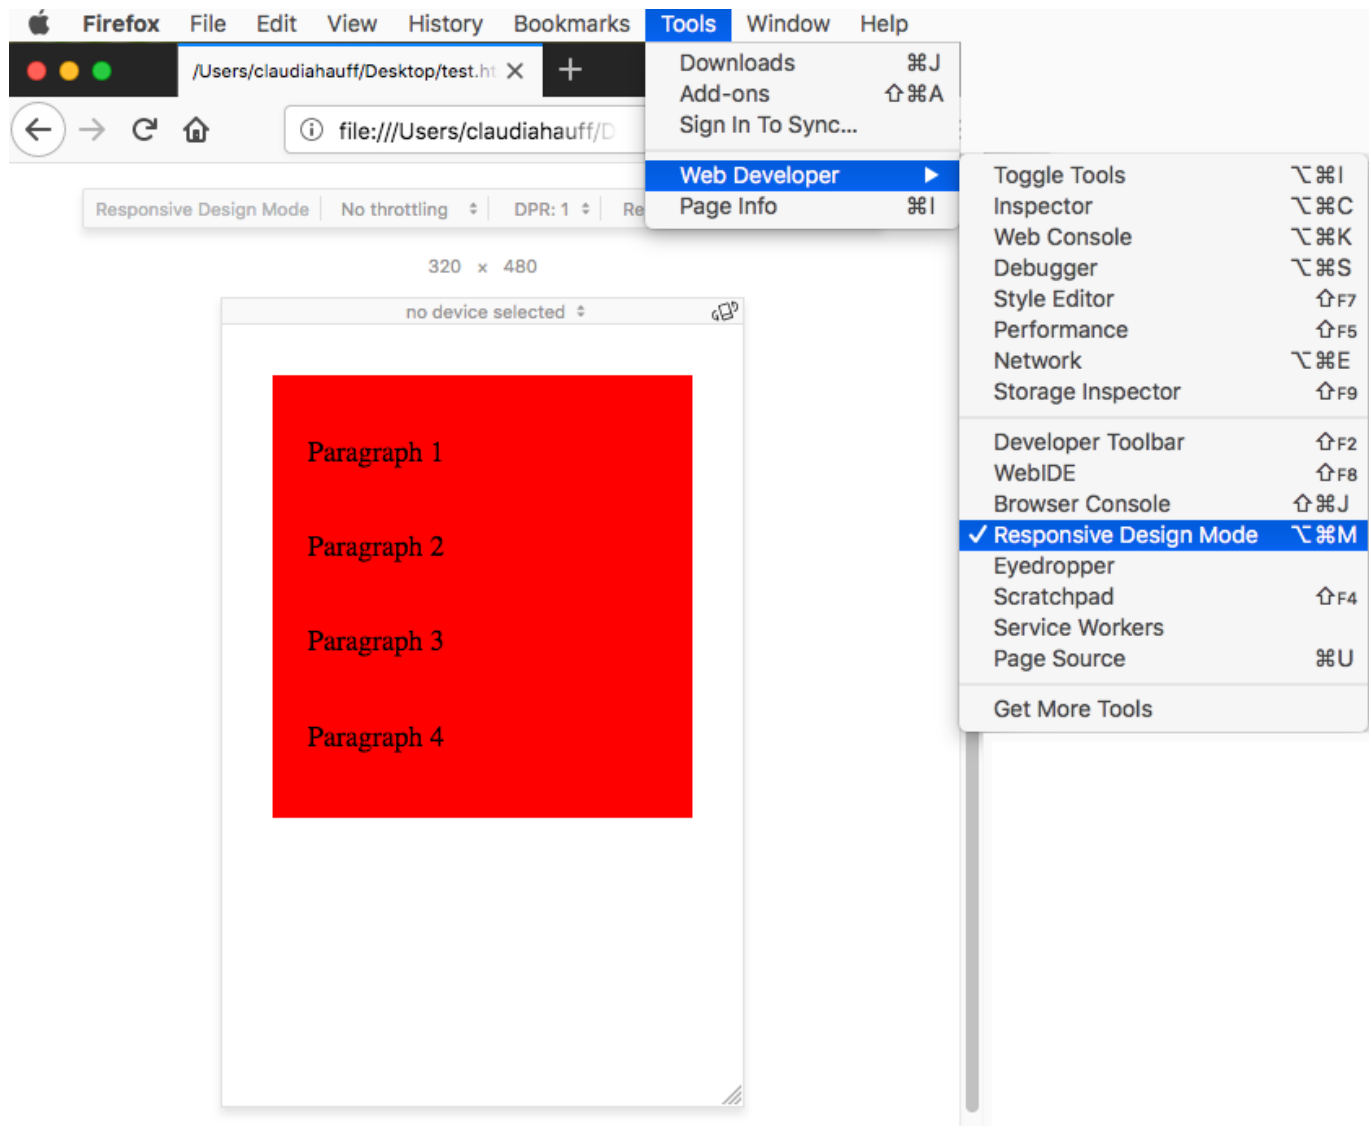 Firefox File Edit View History Bookmarks Tools Window Help
/Users/claudiahauff/Desktop/test.ht
file:///Users/claudiahauff/D
Downloads ⌘J
Add-ons ⇧⌘A
Sign In To Sync...
Web Developer ▶
Page Info ⌘I
Toggle Tools ⌥⌘I
Inspector ⌥⌘C
Web Console ⌥⌘K
Debugger ⌥⌘S
Style Editor ⇧F7
Performance ⇧F5
Network ⌥⌘E
Storage Inspector ⇧F9
Developer Toolbar ⇧F2
WebIDE ⇧F8
Browser Console ⇧⌘J
✓ Responsive Design Mode ⌥⌘M
Eyedropper
Scratchpad ⇧F4
Service Workers
Page Source ⌘U
Get More Tools
Responsive Design Mode No throttling DPR: 1 Re
320 × 480
no device selected
Paragraph 1
Paragraph 2
Paragraph 3
Paragraph 4